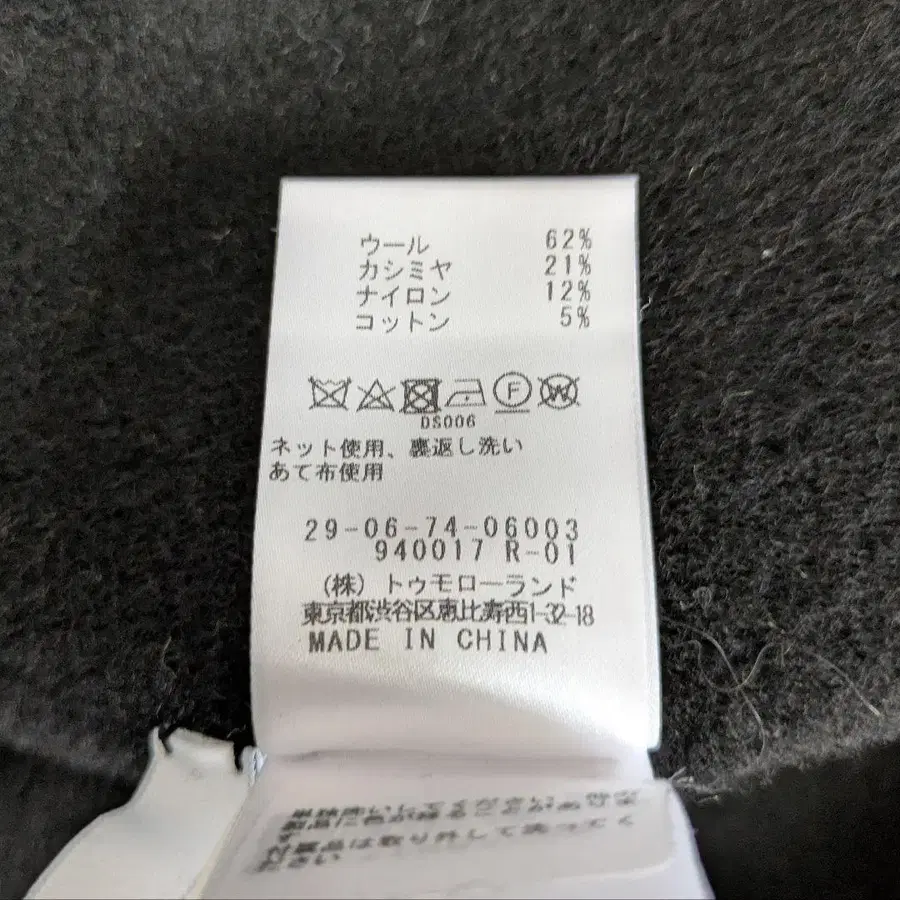 ウール 62%
カシミヤ 21%
ナイロン 12%
コットン 5%
F W
DS006
ネット使用、裏返し洗い
あて布使用
29-06-74-06003
940017 R-01
(株) トゥモローランド
東京都渋谷区恵比寿西1-32-18
MADE IN CHINA